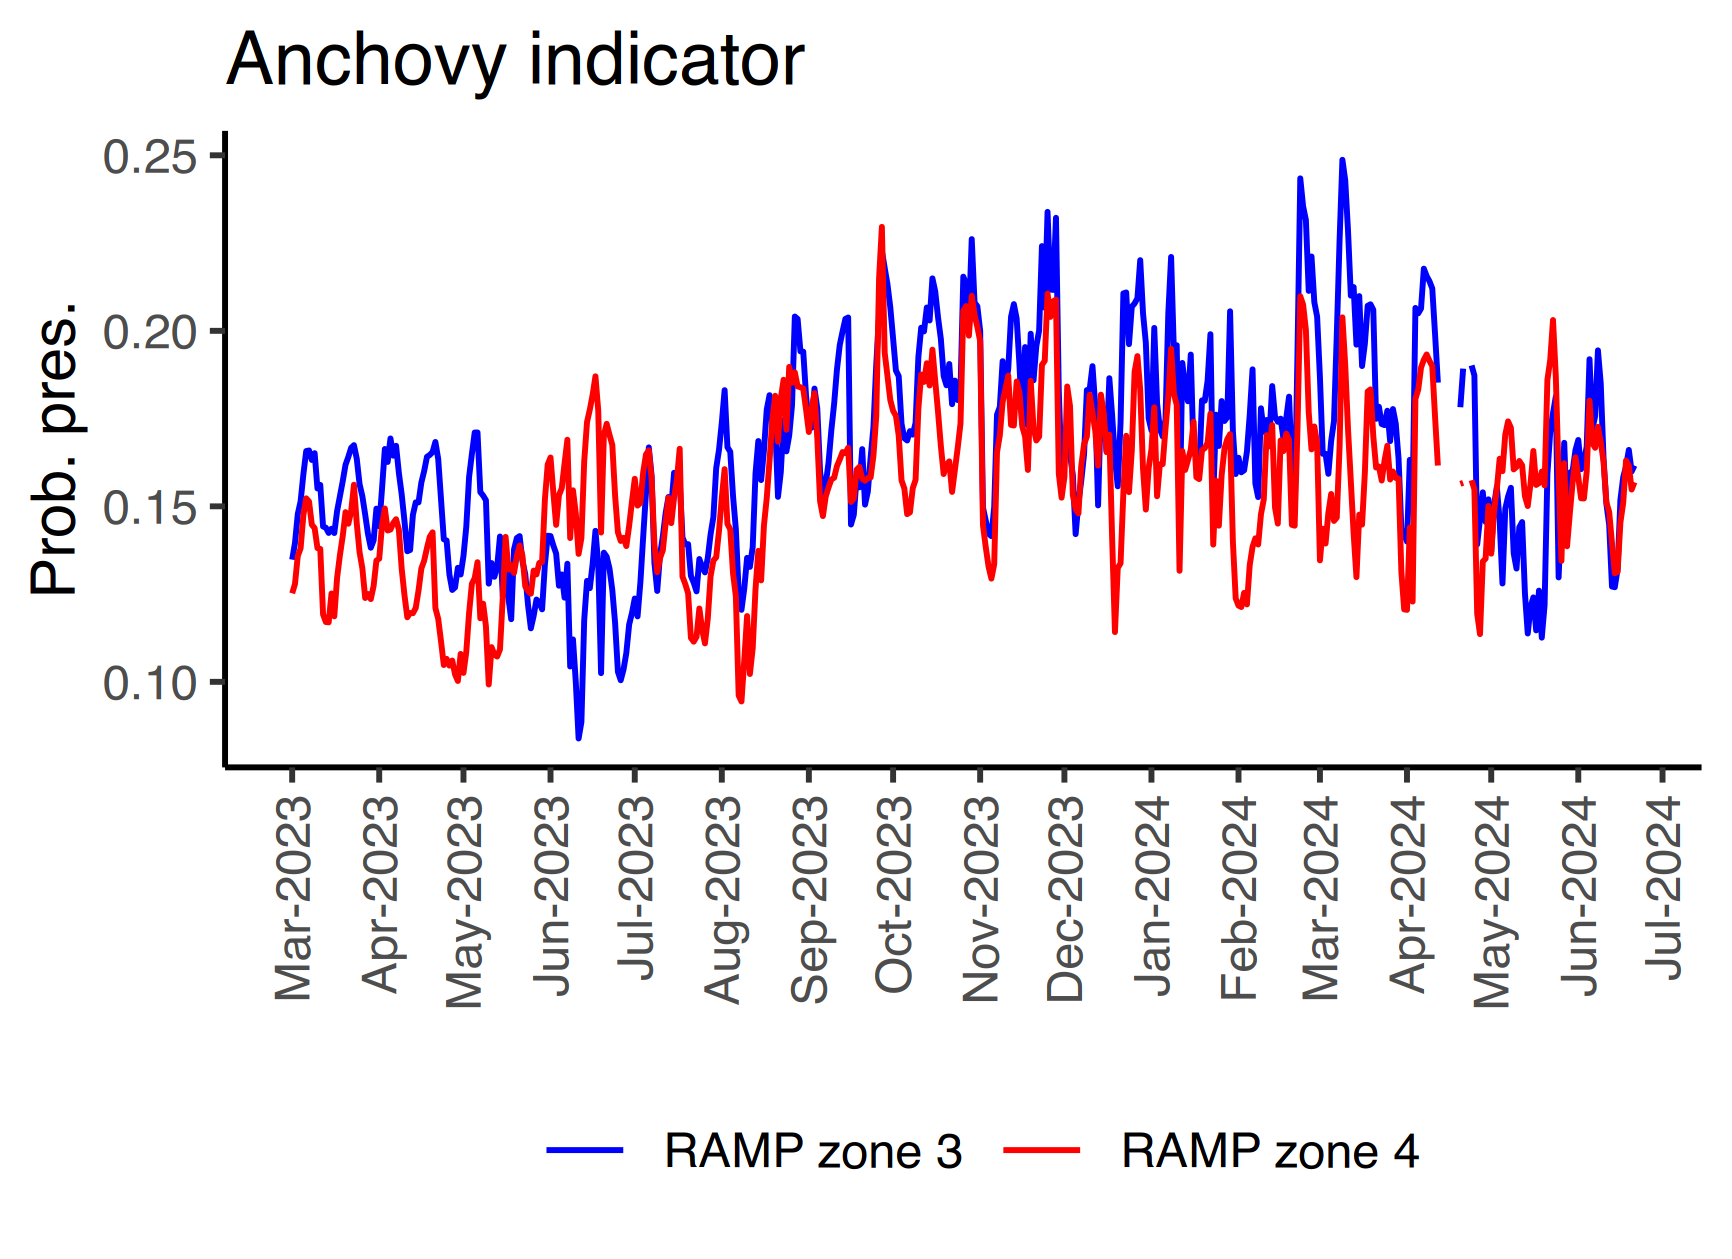 Anchovy indicator
Prob. pres.
0.25
0.20
0.15
0.10
Mar-2023
Apr-2023
May-2023
Jun-2023
Jul-2023
Aug-2023
Sep-2023
Oct-2023
Nov-2023
Dec-2023
Jan-2024
Feb-2024
Mar-2024
Apr-2024
May-2024
Jun-2024
Jul-2024
RAMP zone 3
RAMP zone 4